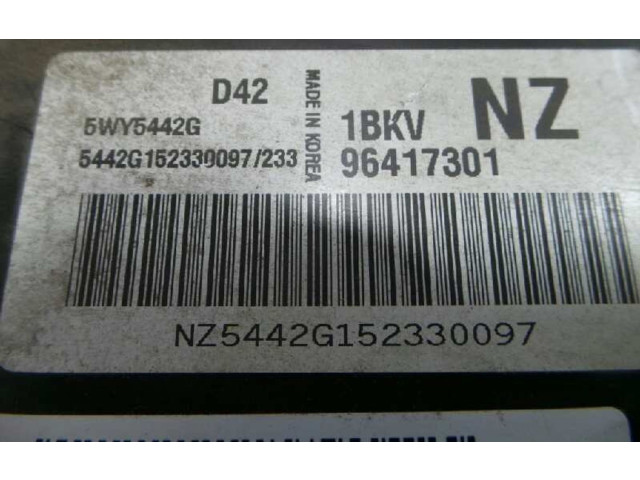 D42
5WY5442G
5442G152330097/233
MADE IN KOREA
1BKV NZ
96417301
NZ5442G152330097